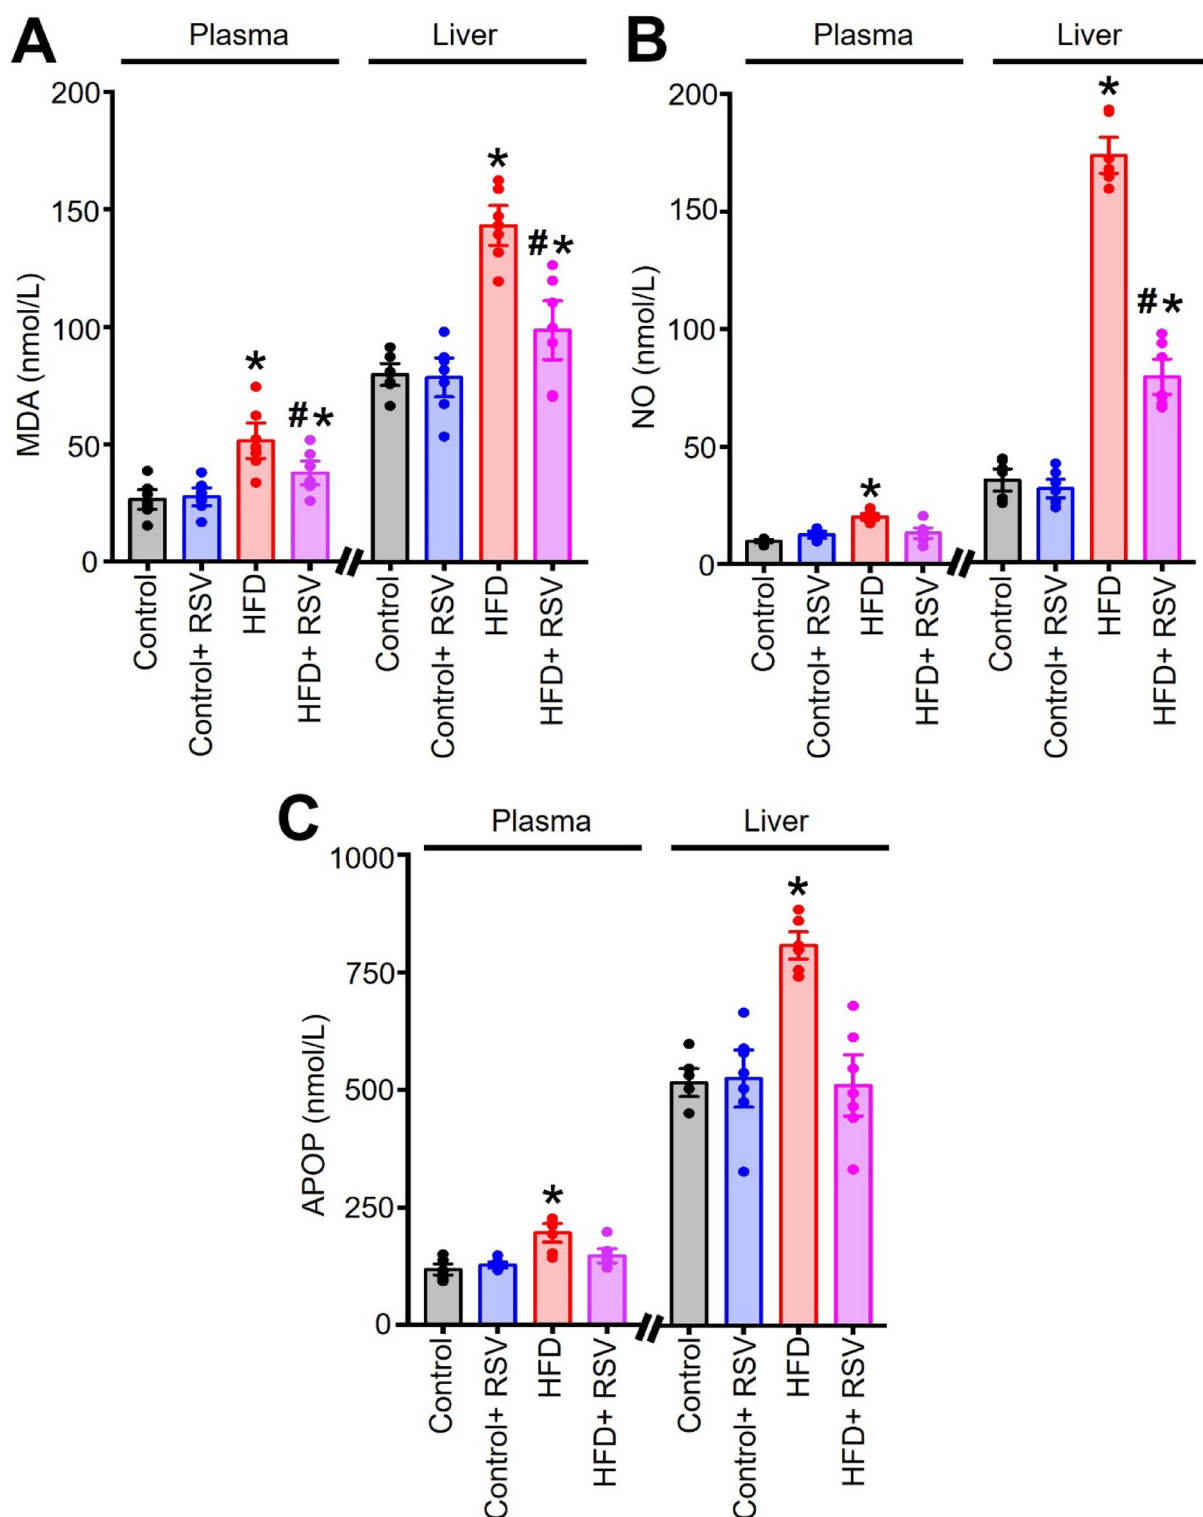 A
Plasma
Liver
MDA (nmol/L)
200
150
100
50
0
*
#*
*
#*
Control
Control+ RSV
HFD
HFD+ RSV
Control
Control+ RSV
HFD
HFD+ RSV
B
Plasma
Liver
NO (nmol/L)
200
150
100
50
0
*
*
#*
Control
Control+ RSV
HFD
HFD+ RSV
Control
Control+ RSV
HFD
HFD+ RSV
C
Plasma
Liver
APOP (nmol/L)
1000
750
500
250
0
*
*
Control
Control+ RSV
HFD
HFD+ RSV
Control
Control+ RSV
HFD
HFD+ RSV